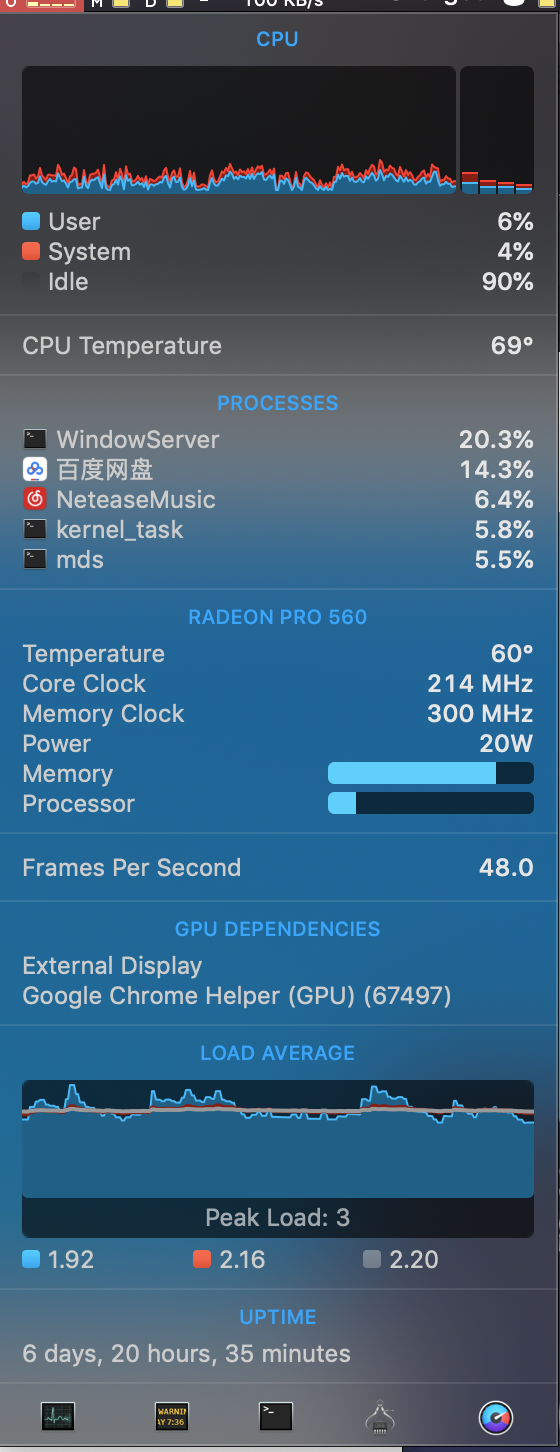 100 KB/s
CPU
User 6%
System 4%
Idle 90%
CPU Temperature 69°
PROCESSES
WindowServer 20.3%
百度网盘 14.3%
NeteaseMusic 6.4%
kernel_task 5.8%
mds 5.5%
RADEON PRO 560
Temperature 60°
Core Clock 214 MHz
Memory Clock 300 MHz
Power 20W
Memory
Processor
Frames Per Second 48.0
GPU DEPENDENCIES
External Display
Google Chrome Helper (GPU) (67497)
LOAD AVERAGE
Peak Load: 3
1.92 2.16 2.20
UPTIME
6 days, 20 hours, 35 minutes
WARNIN
AY 7:36